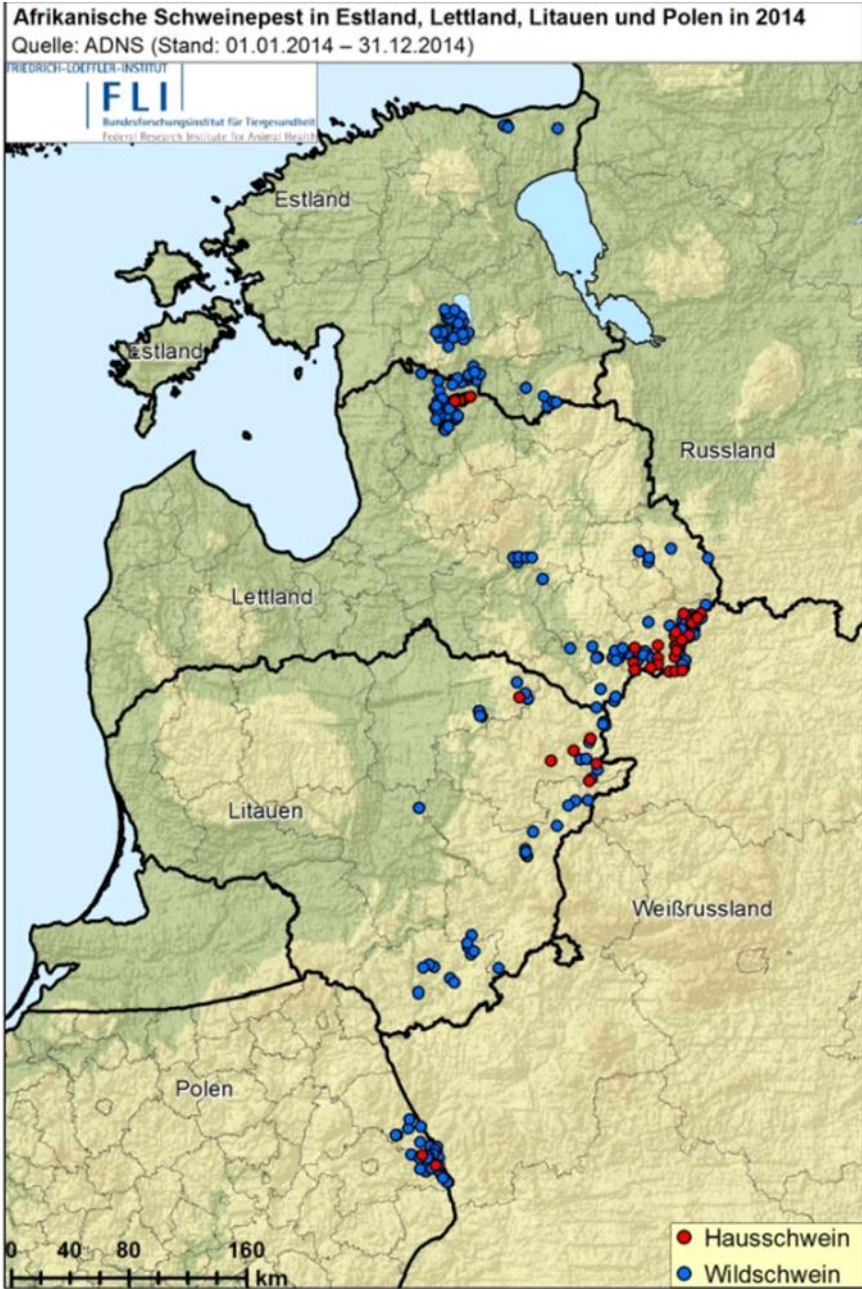 Afrikanische Schweinepest in Estland, Lettland, Litauen und Polen in 2014
Quelle: ADNS (Stand: 01.01.2014 – 31.12.2014)
FRIEDRICH-LOEFFLER-INSTITUT
FLI
Bundesforschungsinstitut für Tiergesundheit
Federal Research Institute for Animal Health
Estland
Estland
Russland
Lettland
Litauen
Weißrussland
Polen
0 40 80 160
km
Hausschwein
Wildschwein